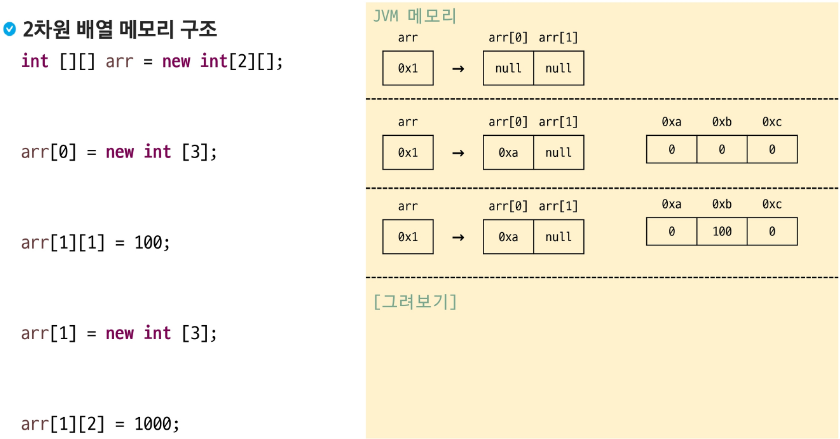 2차원 배열 메모리 구조
int [][] arr = new int[2][];
arr[0] = new int [3];
arr[1][1] = 100;
arr[1] = new int [3];
arr[1][2] = 1000;
JVM 메모리
arr arr[0] arr[1]
0x1 → null null
arr arr[0] arr[1] 0xa 0xb 0xc
0x1 → 0xa null 0 0 0
arr arr[0] arr[1] 0xa 0xb 0xc
0x1 → 0xa null 0 100 0
[그려보기]